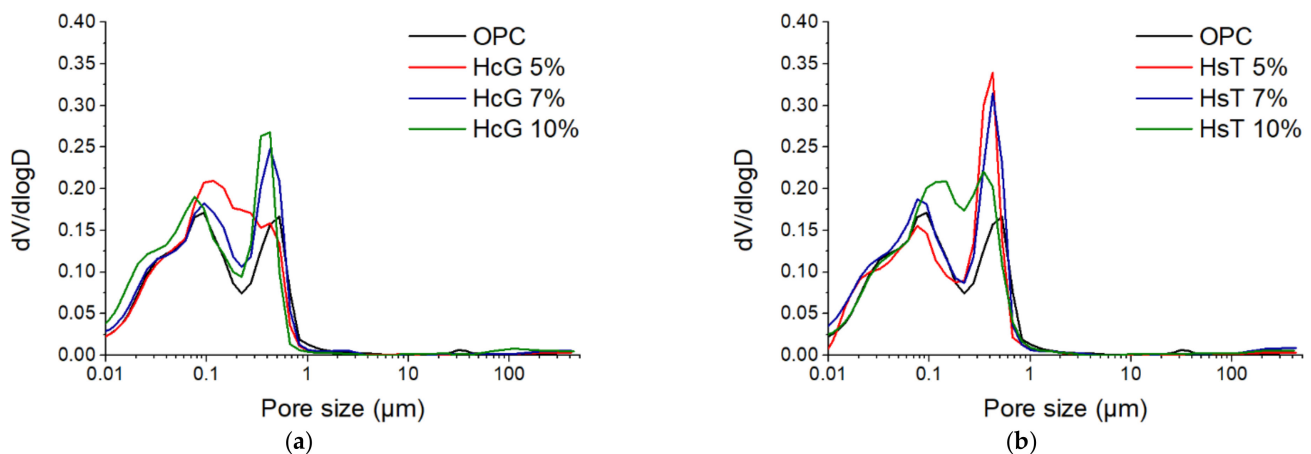 0.40
0.35
0.30
0.25
0.20
0.15
0.10
0.05
0.00
dV/dlogD
OPC
HcG 5%
HcG 7%
HcG 10%
0.01
0.1
1
10
100
Pore size (µm)
(a)
0.40
0.35
0.30
0.25
0.20
0.15
0.10
0.05
0.00
dV/dlogD
OPC
HsT 5%
HsT 7%
HsT 10%
0.01
0.1
1
10
100
Pore size (µm)
(b)